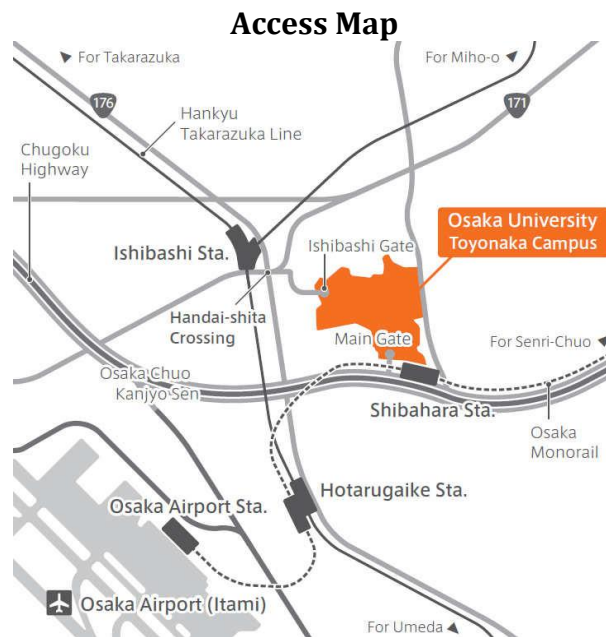 Access Map
For Takarazuka
For Miho-o
176
171
Hankyu
Takarazuka Line
Chugoku
Highway
Osaka University
Toyonaka Campus
Ishibashi Sta.
Ishibashi Gate
Handai-shita
Crossing
Main Gate
For Senri-Chuo
Osaka Chuo
Kanjyo Sen
Shibahara Sta.
Osaka
Monorail
Hotarugaike Sta.
Osaka Airport Sta.
Osaka Airport (Itami)
For Umeda